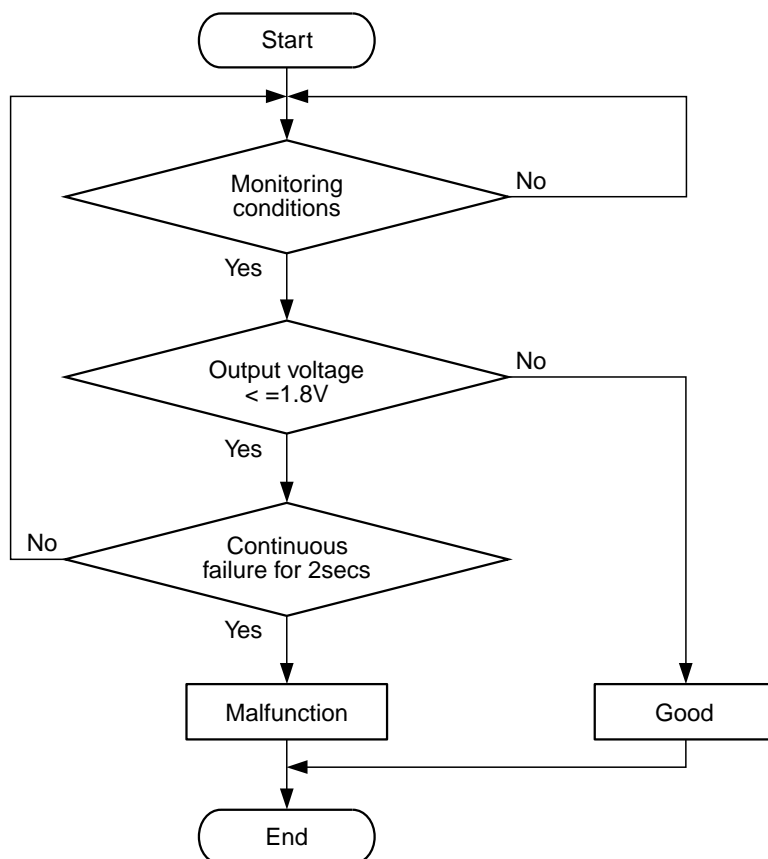 Start
Monitoring
conditions
No
Yes
Output voltage
< =1.8V
No
Yes
Continuous
failure for 2secs
No
Yes
Malfunction
Good
End